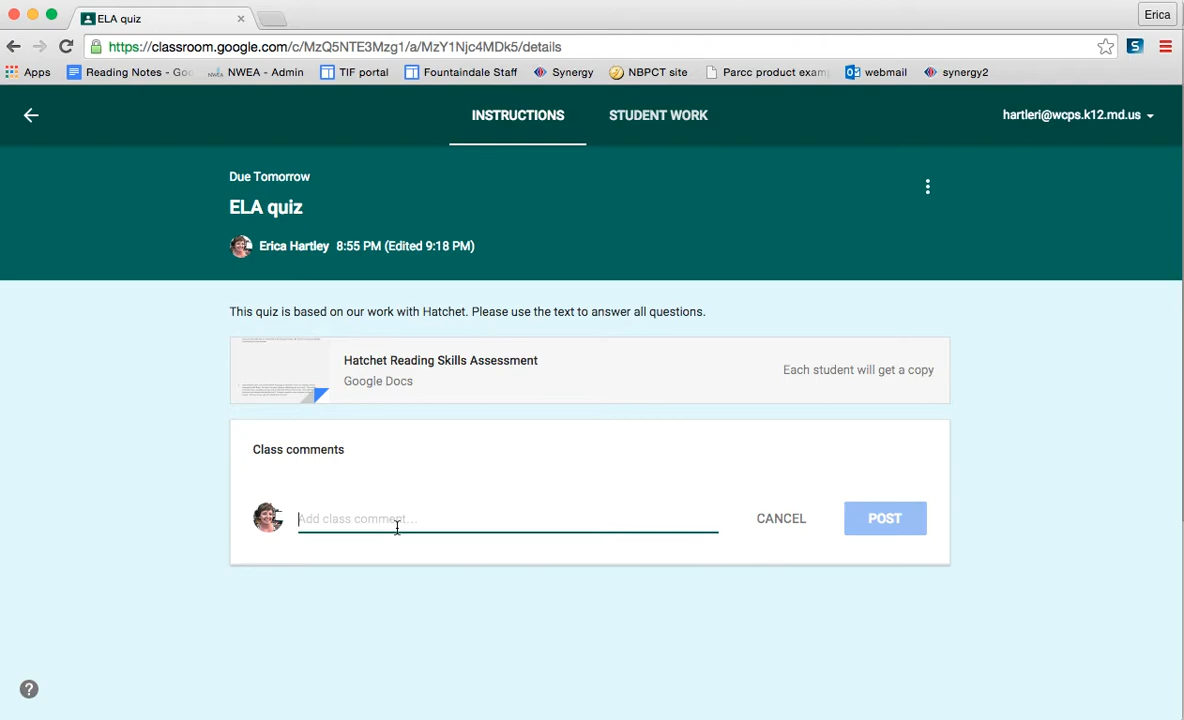 ELA quiz
Erica
https://classroom.google.com/c/MzQ5NTE3Mzg1/a/MzY1Njc4MDk5/details
Apps Reading Notes - Goo NWEA - Admin TIF portal Fountaindale Staff Synergy NBPCT site Parcc product examp webmail synergy2
INSTRUCTIONS STUDENT WORK hartleri@wcps.k12.md.us
Due Tomorrow
ELA quiz
Erica Hartley 8:55 PM (Edited 9:18 PM)
This quiz is based on our work with Hatchet. Please use the text to answer all questions.
Hatchet Reading Skills Assessment
Each student will get a copy
Google Docs
Class comments
Add class comment...
CANCEL POST